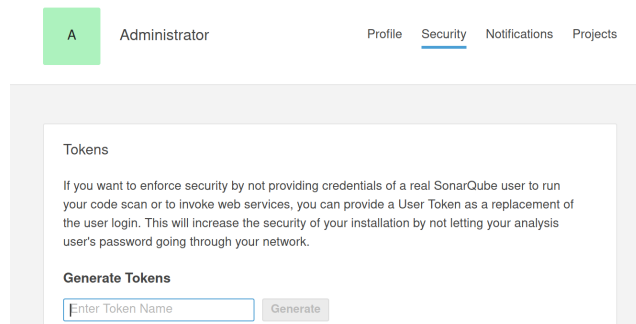 A Administrator Profile Security Notifications Projects
Tokens
If you want to enforce security by not providing credentials of a real SonarQube user to run
your code scan or to invoke web services, you can provide a User Token as a replacement of
the user login. This will increase the security of your installation by not letting your analysis
user's password going through your network.
Generate Tokens
Enter Token Name Generate